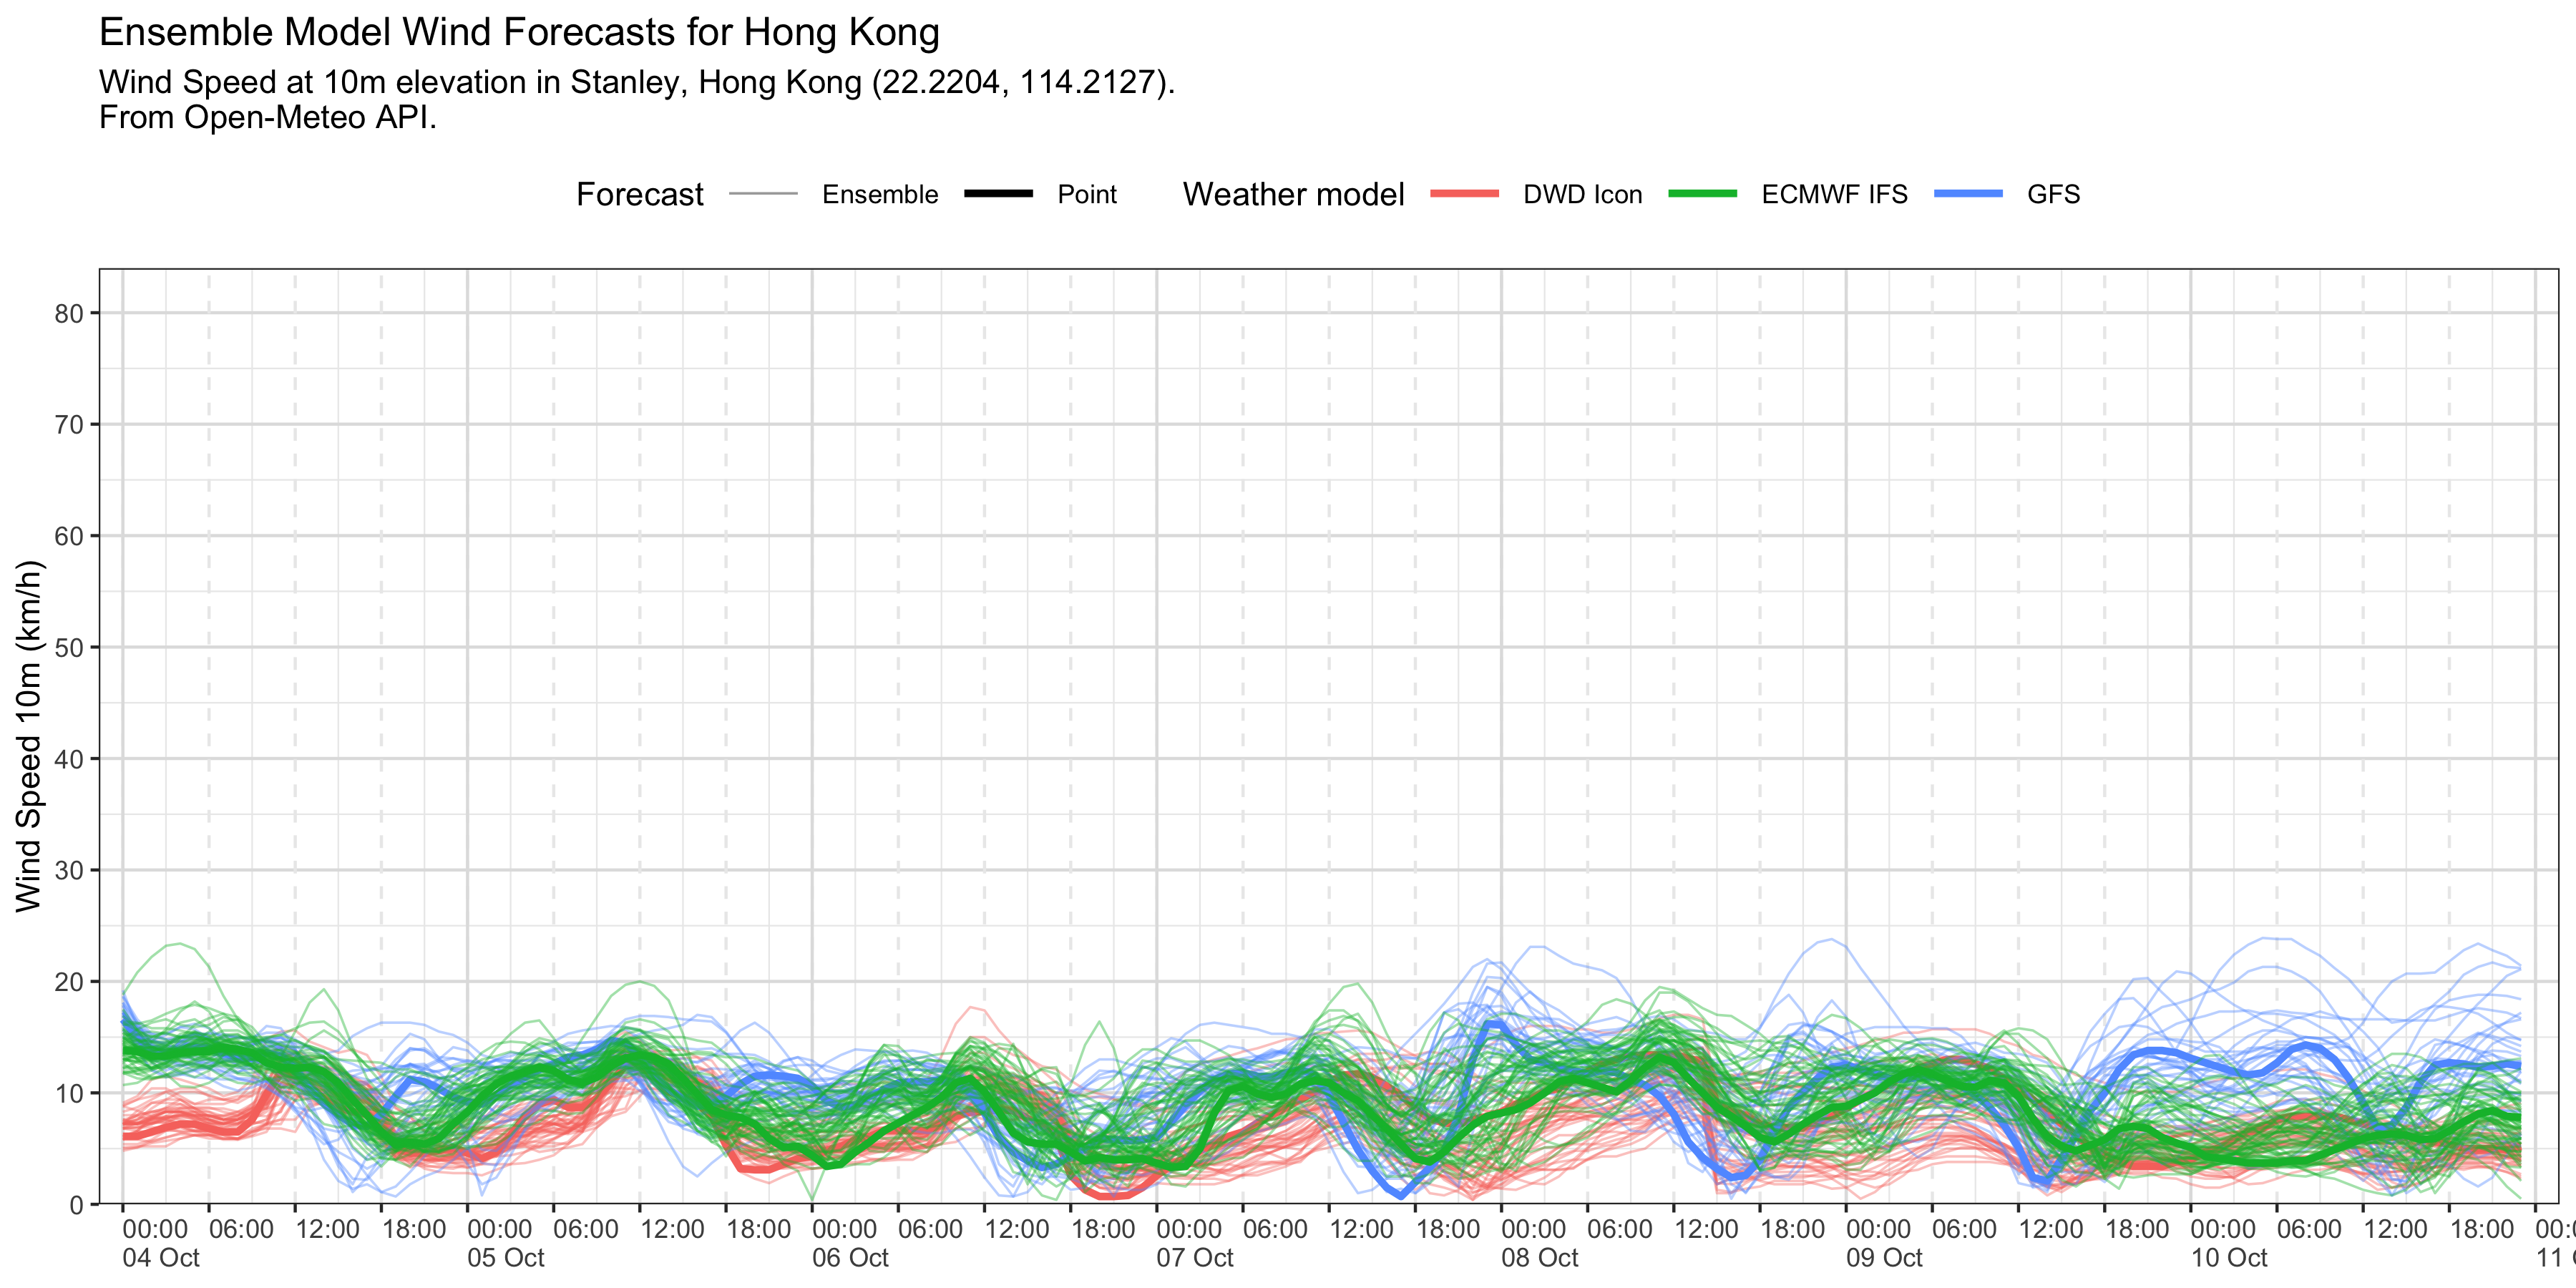 Ensemble Model Wind Forecasts for Hong Kong
Wind Speed at 10m elevation in Stanley, Hong Kong (22.2204, 114.2127).
From Open-Meteo API.
Forecast Ensemble Point Weather model DWD Icon ECMWF IFS GFS
Wind Speed 10m (km/h)
80
70
60
50
40
30
20
10
0
00:00 06:00 12:00 18:00 00:00 06:00 12:00 18:00 00:00 06:00 12:00 18:00 00:00 06:00 12:00 18:00 00:00 06:00 12:00 18:00 00:00 06:00 12:00 18:00 00:00 06:00 12:00 18:00
04 Oct 05 Oct 06 Oct 07 Oct 08 Oct 09 Oct 10 Oct 11